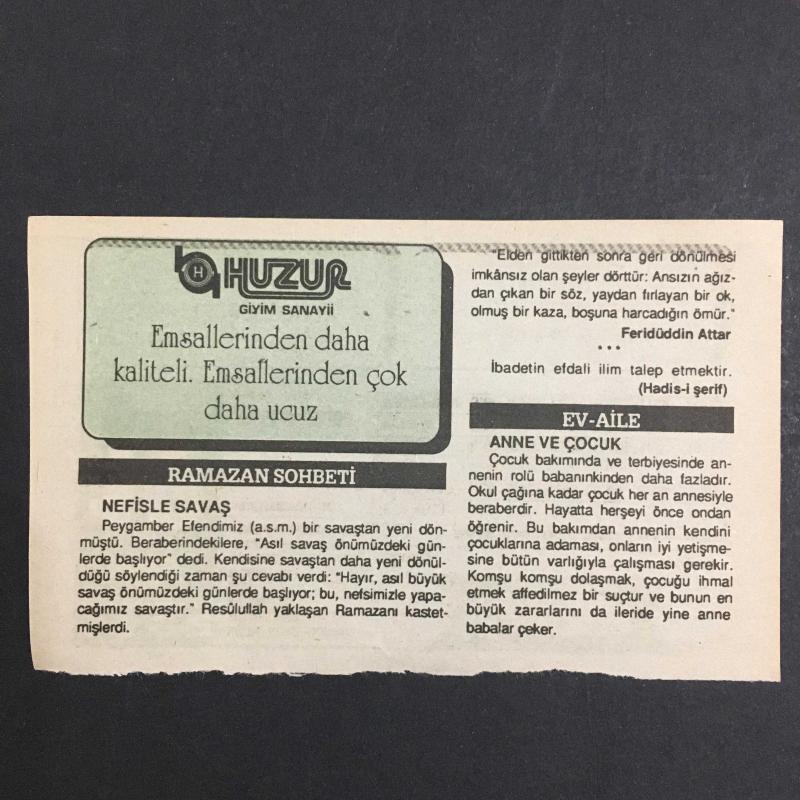 HUZUR
GİYİM SANAYİİ
Emsallerinden daha
kaliteli. Emsallerinden çok
daha ucuz
RAMAZAN SOHBETİ
NEFİSLE SAVAŞ
Peygamber Efendimiz (a.s.m.) bir savaştan yeni dön-
müştü. Beraberindekilere, "Asıl savaş önümüzdeki gün-
lerde başlıyor" dedi. Kendisine savaştan daha yeni dönül-
düğü söylendiği zaman şu cevabı verdi: "Hayır, asıl büyük
savaş önümüzdeki günlerde başlıyor; bu, nefsimizle yapa-
cağımız savaştır." Resûlullah yaklaşan Ramazanı kastet-
mişlerdi.
"Elden gittikten sonra geri dönülmesi
imkânsız olan şeyler dörttür: Ansızın ağız-
dan çıkan bir söz, yaydan fırlayan bir ok,
olmuş bir kaza, boşuna harcadığın ömür."
Feridüddin Attar
•••
İbadetin efdali ilim talep etmektir.
(Hadis-i şerif)
EV-AİLE
ANNE VE ÇOCUK
Çocuk bakımında ve terbiyesinde an-
nenin rolü babanınkinden daha fazladır.
Okul çağına kadar çocuk her an annesiyle
beraberdir. Hayatta herşeyi önce ondan
öğrenir. Bu bakımdan annenin kendini
çocuklarına adaması, onların iyi yetişme-
sine bütün varlığıyla çalışması gerekir.
Komşu komşu dolaşmak, çocuğu ihmal
etmek affedilmez bir suçtur ve bunun en
büyük zararlarını da ileride yine anne
babalar çeker.